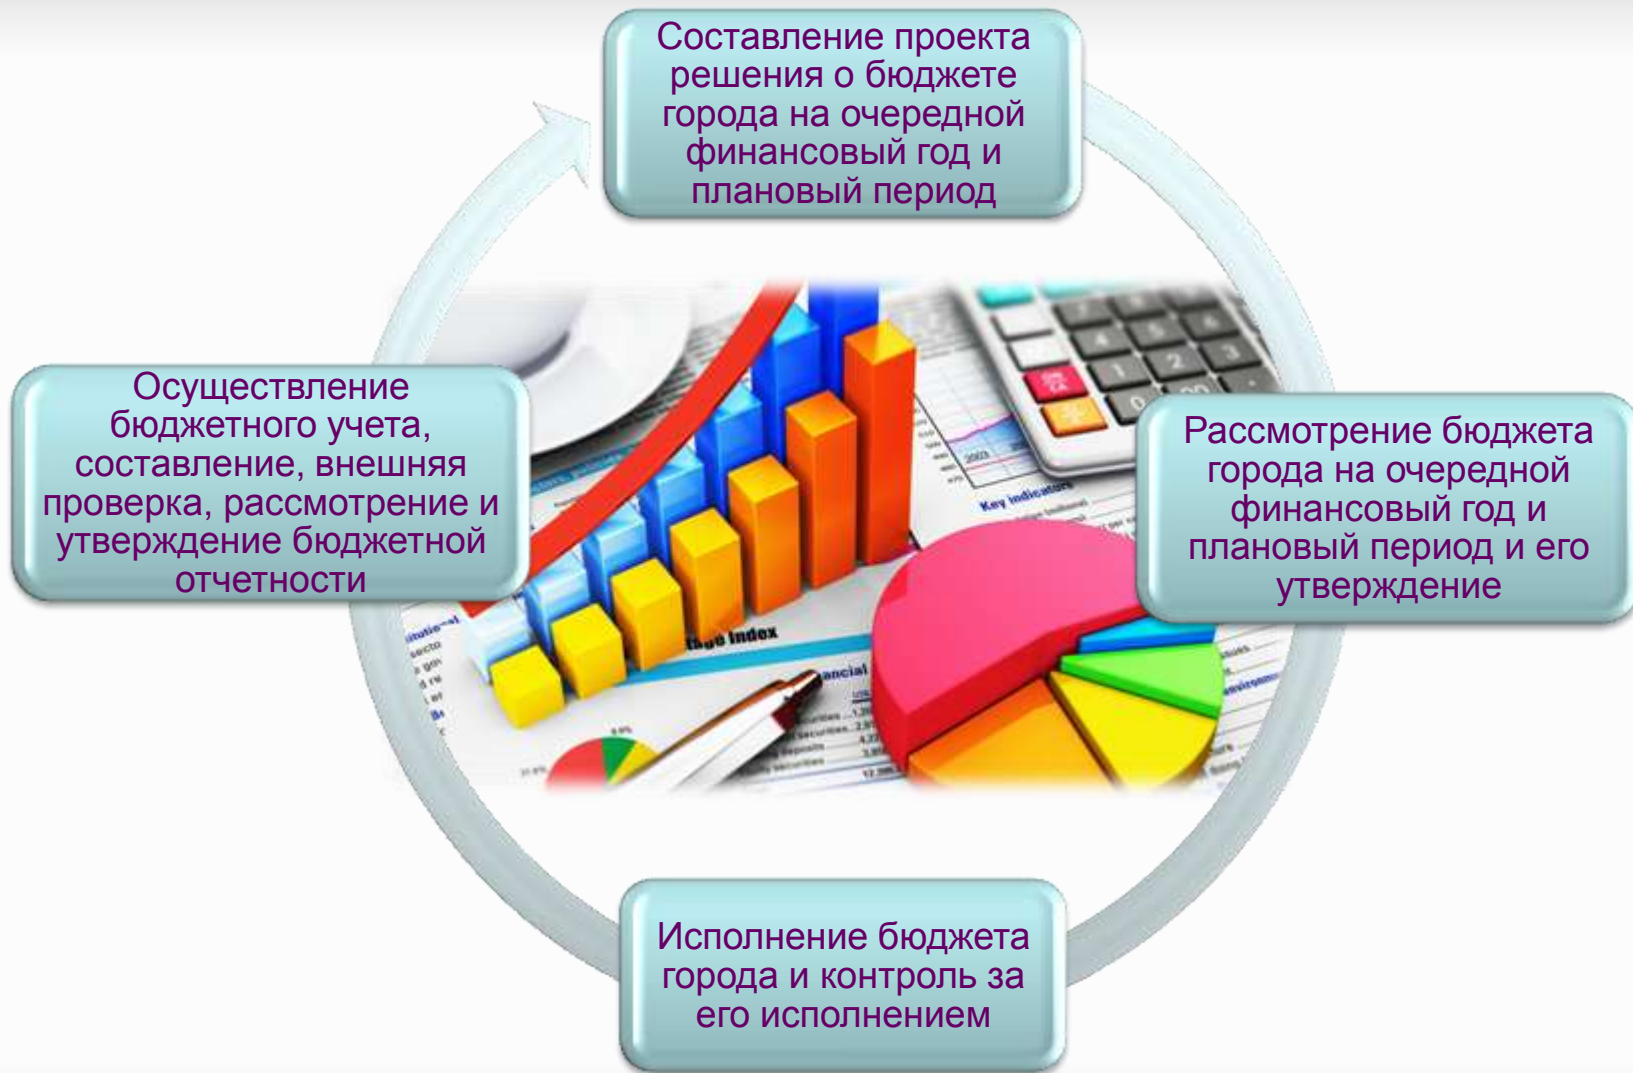 Составление проекта
решения о бюджете
города на очередной
финансовый год и
плановый период
Осуществление
бюджетного учета,
составление, внешняя
проверка, рассмотрение и
утверждение бюджетной
отчетности
Рассмотрение бюджета
города на очередной
финансовый год и
плановый период и его
утверждение
Key indicators
Исполнение бюджета
города и контроль за
его исполнением